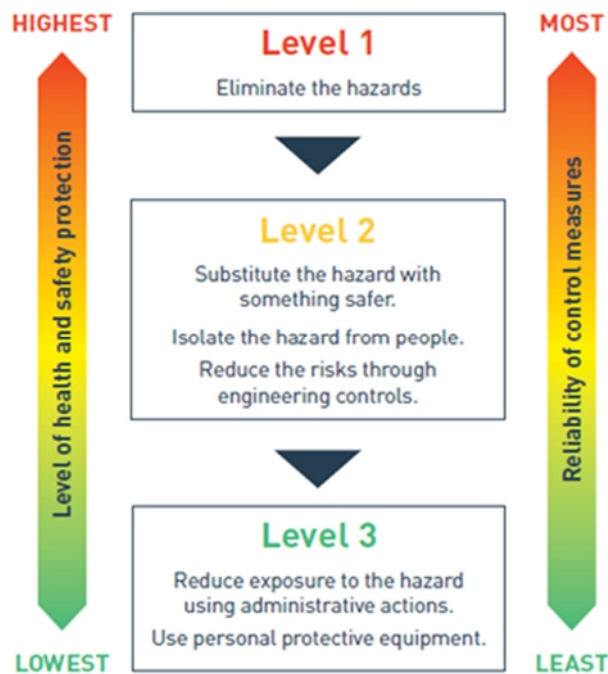 HIGHEST
MOST
Level 1
Eliminate the hazards
Level of health and safety protection
Reliability of control measures
Level 2
Substitute the hazard with
something safer.
Isolate the hazard from people.
Reduce the risks through
engineering controls.
Level 3
Reduce exposure to the hazard
using administrative actions.
Use personal protective equipment.
LOWEST
LEAST